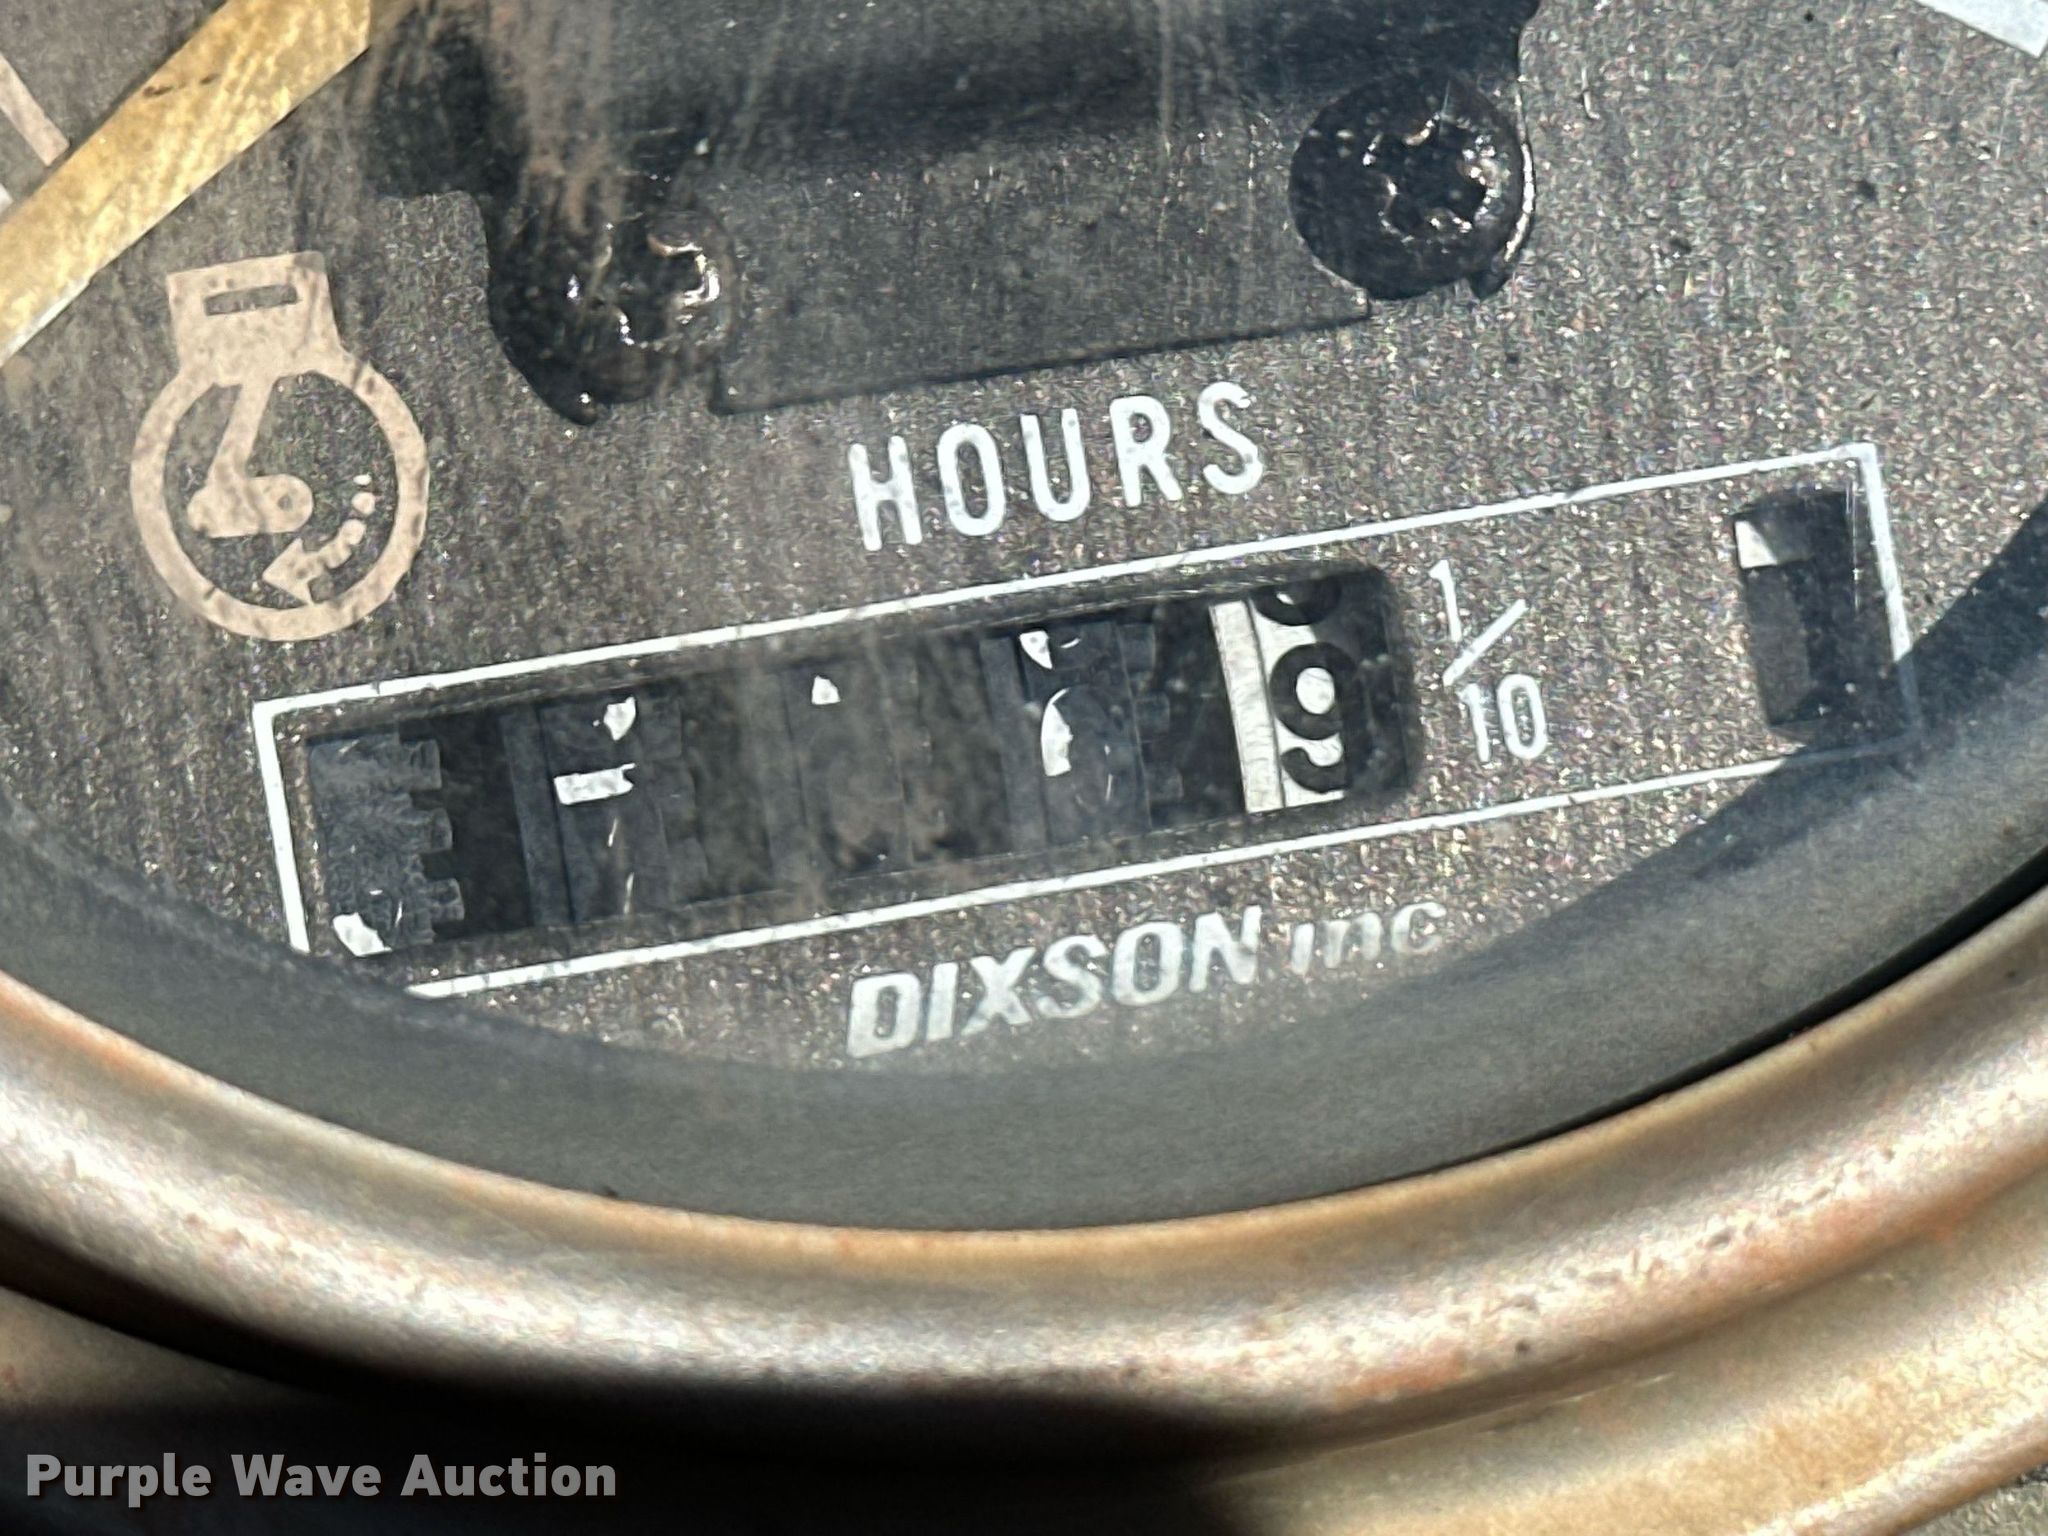 HOURS
9 1/10
DIXSON inc
Purple Wave Auction